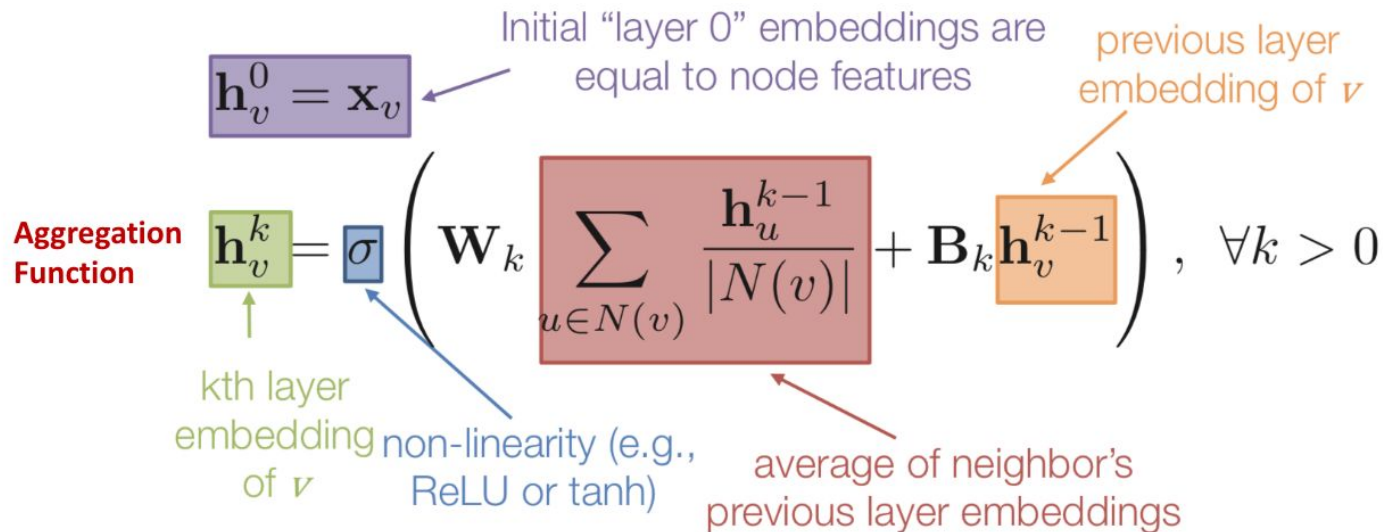 Initial “layer 0” embeddings are
equal to node features
previous layer
embedding of v
h_v^0 = x_v
Aggregation
Function
h_v^k = σ ( W_k ∑_{u∈N(v)} h_u^{k−1} / |N(v)| + B_k h_v^{k−1} ) , ∀k > 0
kth layer
embedding
of v
non-linearity (e.g.,
ReLU or tanh)
average of neighbor’s
previous layer embeddings